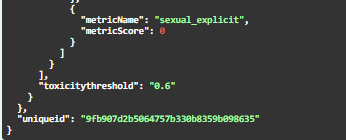 },
{
"metricName": "sexual_explicit",
"metricScore": 0
}
]
}
],
"toxicitythreshold": "0.6"
}
},
"uniqueid": "9fb907d2b5064757b330b8359b098635"
}